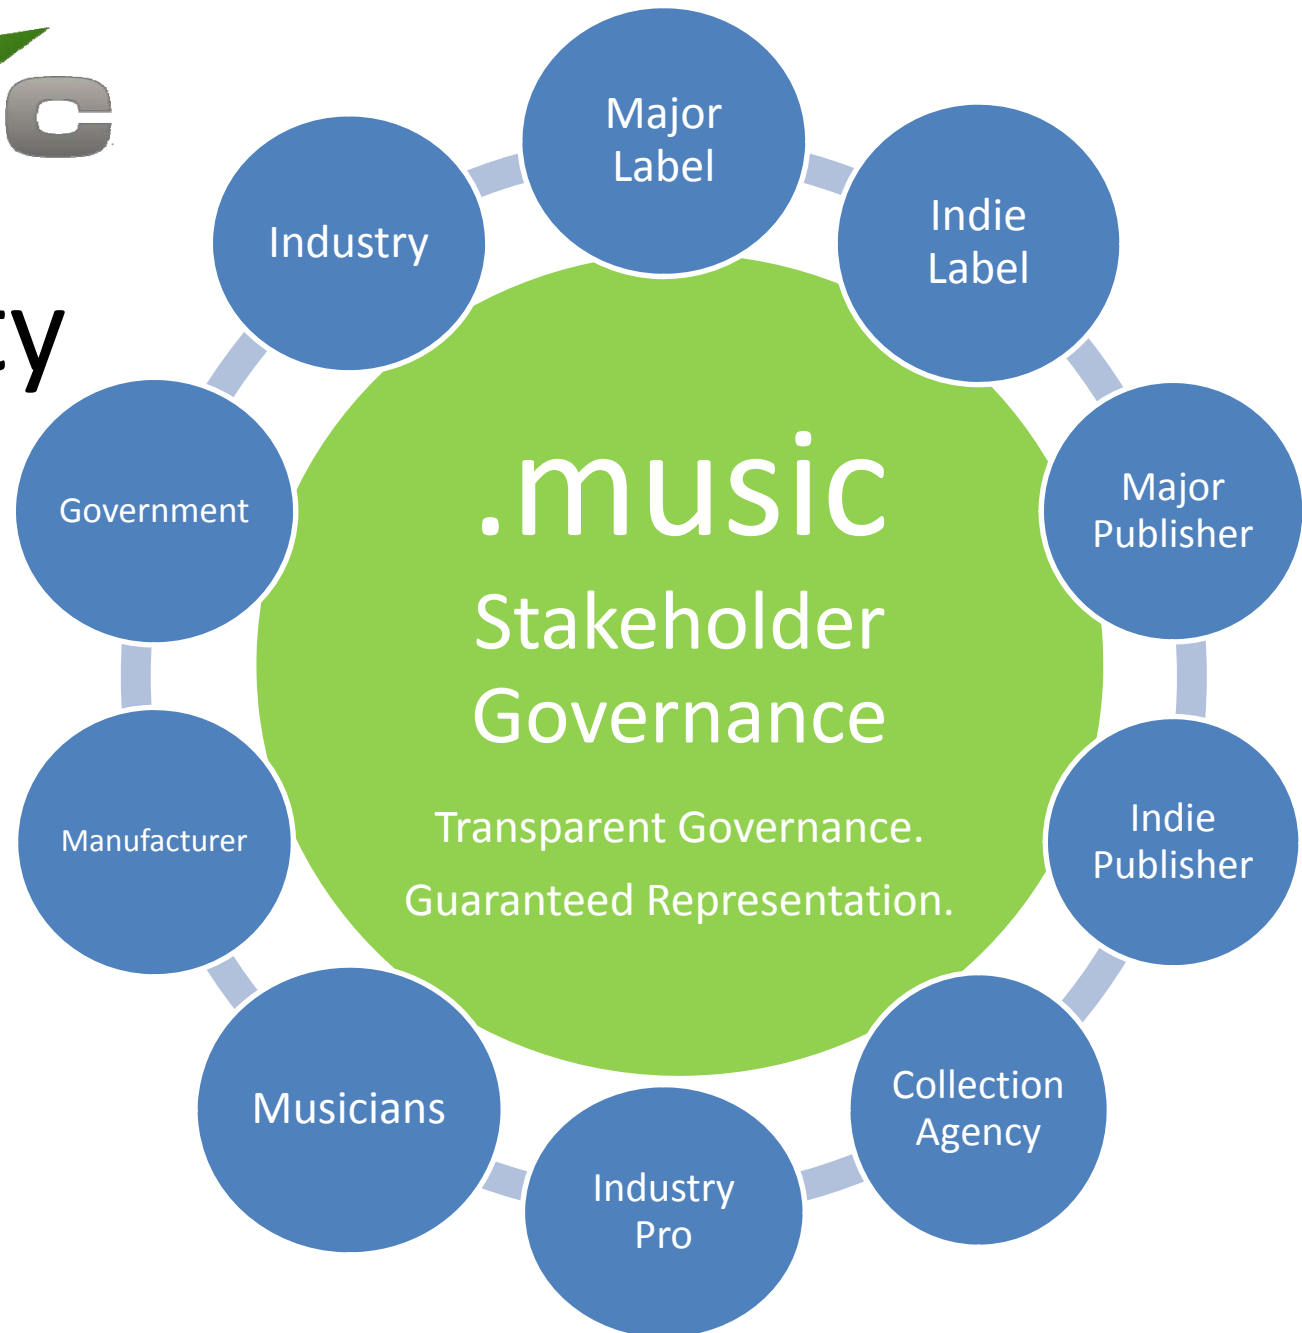 c
ty
Major
Label
Indie
Label
Major
Publisher
Indie
Publisher
Collection
Agency
Industry
Pro
Musicians
Manufacturer
Government
Industry
.music
Stakeholder
Governance
Transparent Governance.
Guaranteed Representation.